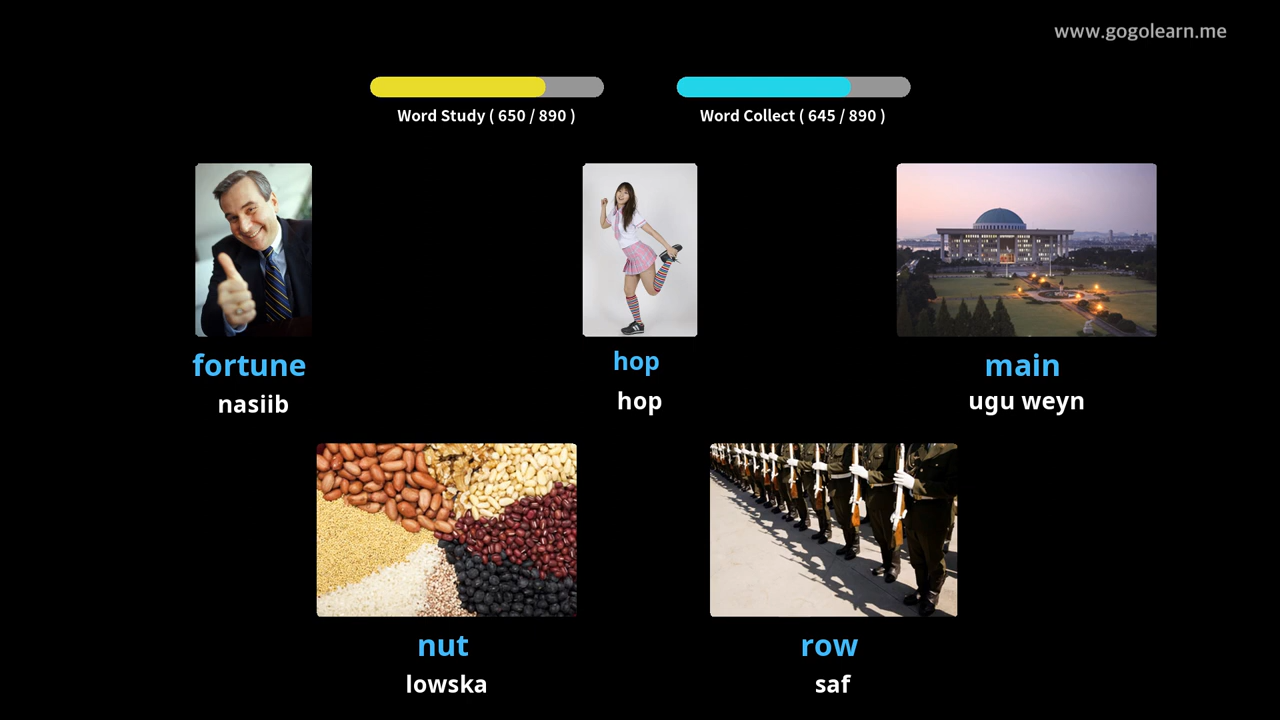 www.gogolearn.me
Word Study ( 650 / 890 )
Word Collect ( 645 / 890 )
fortune
nasiib
hop
hop
main
ugu weyn
nut
lowska
row
saf